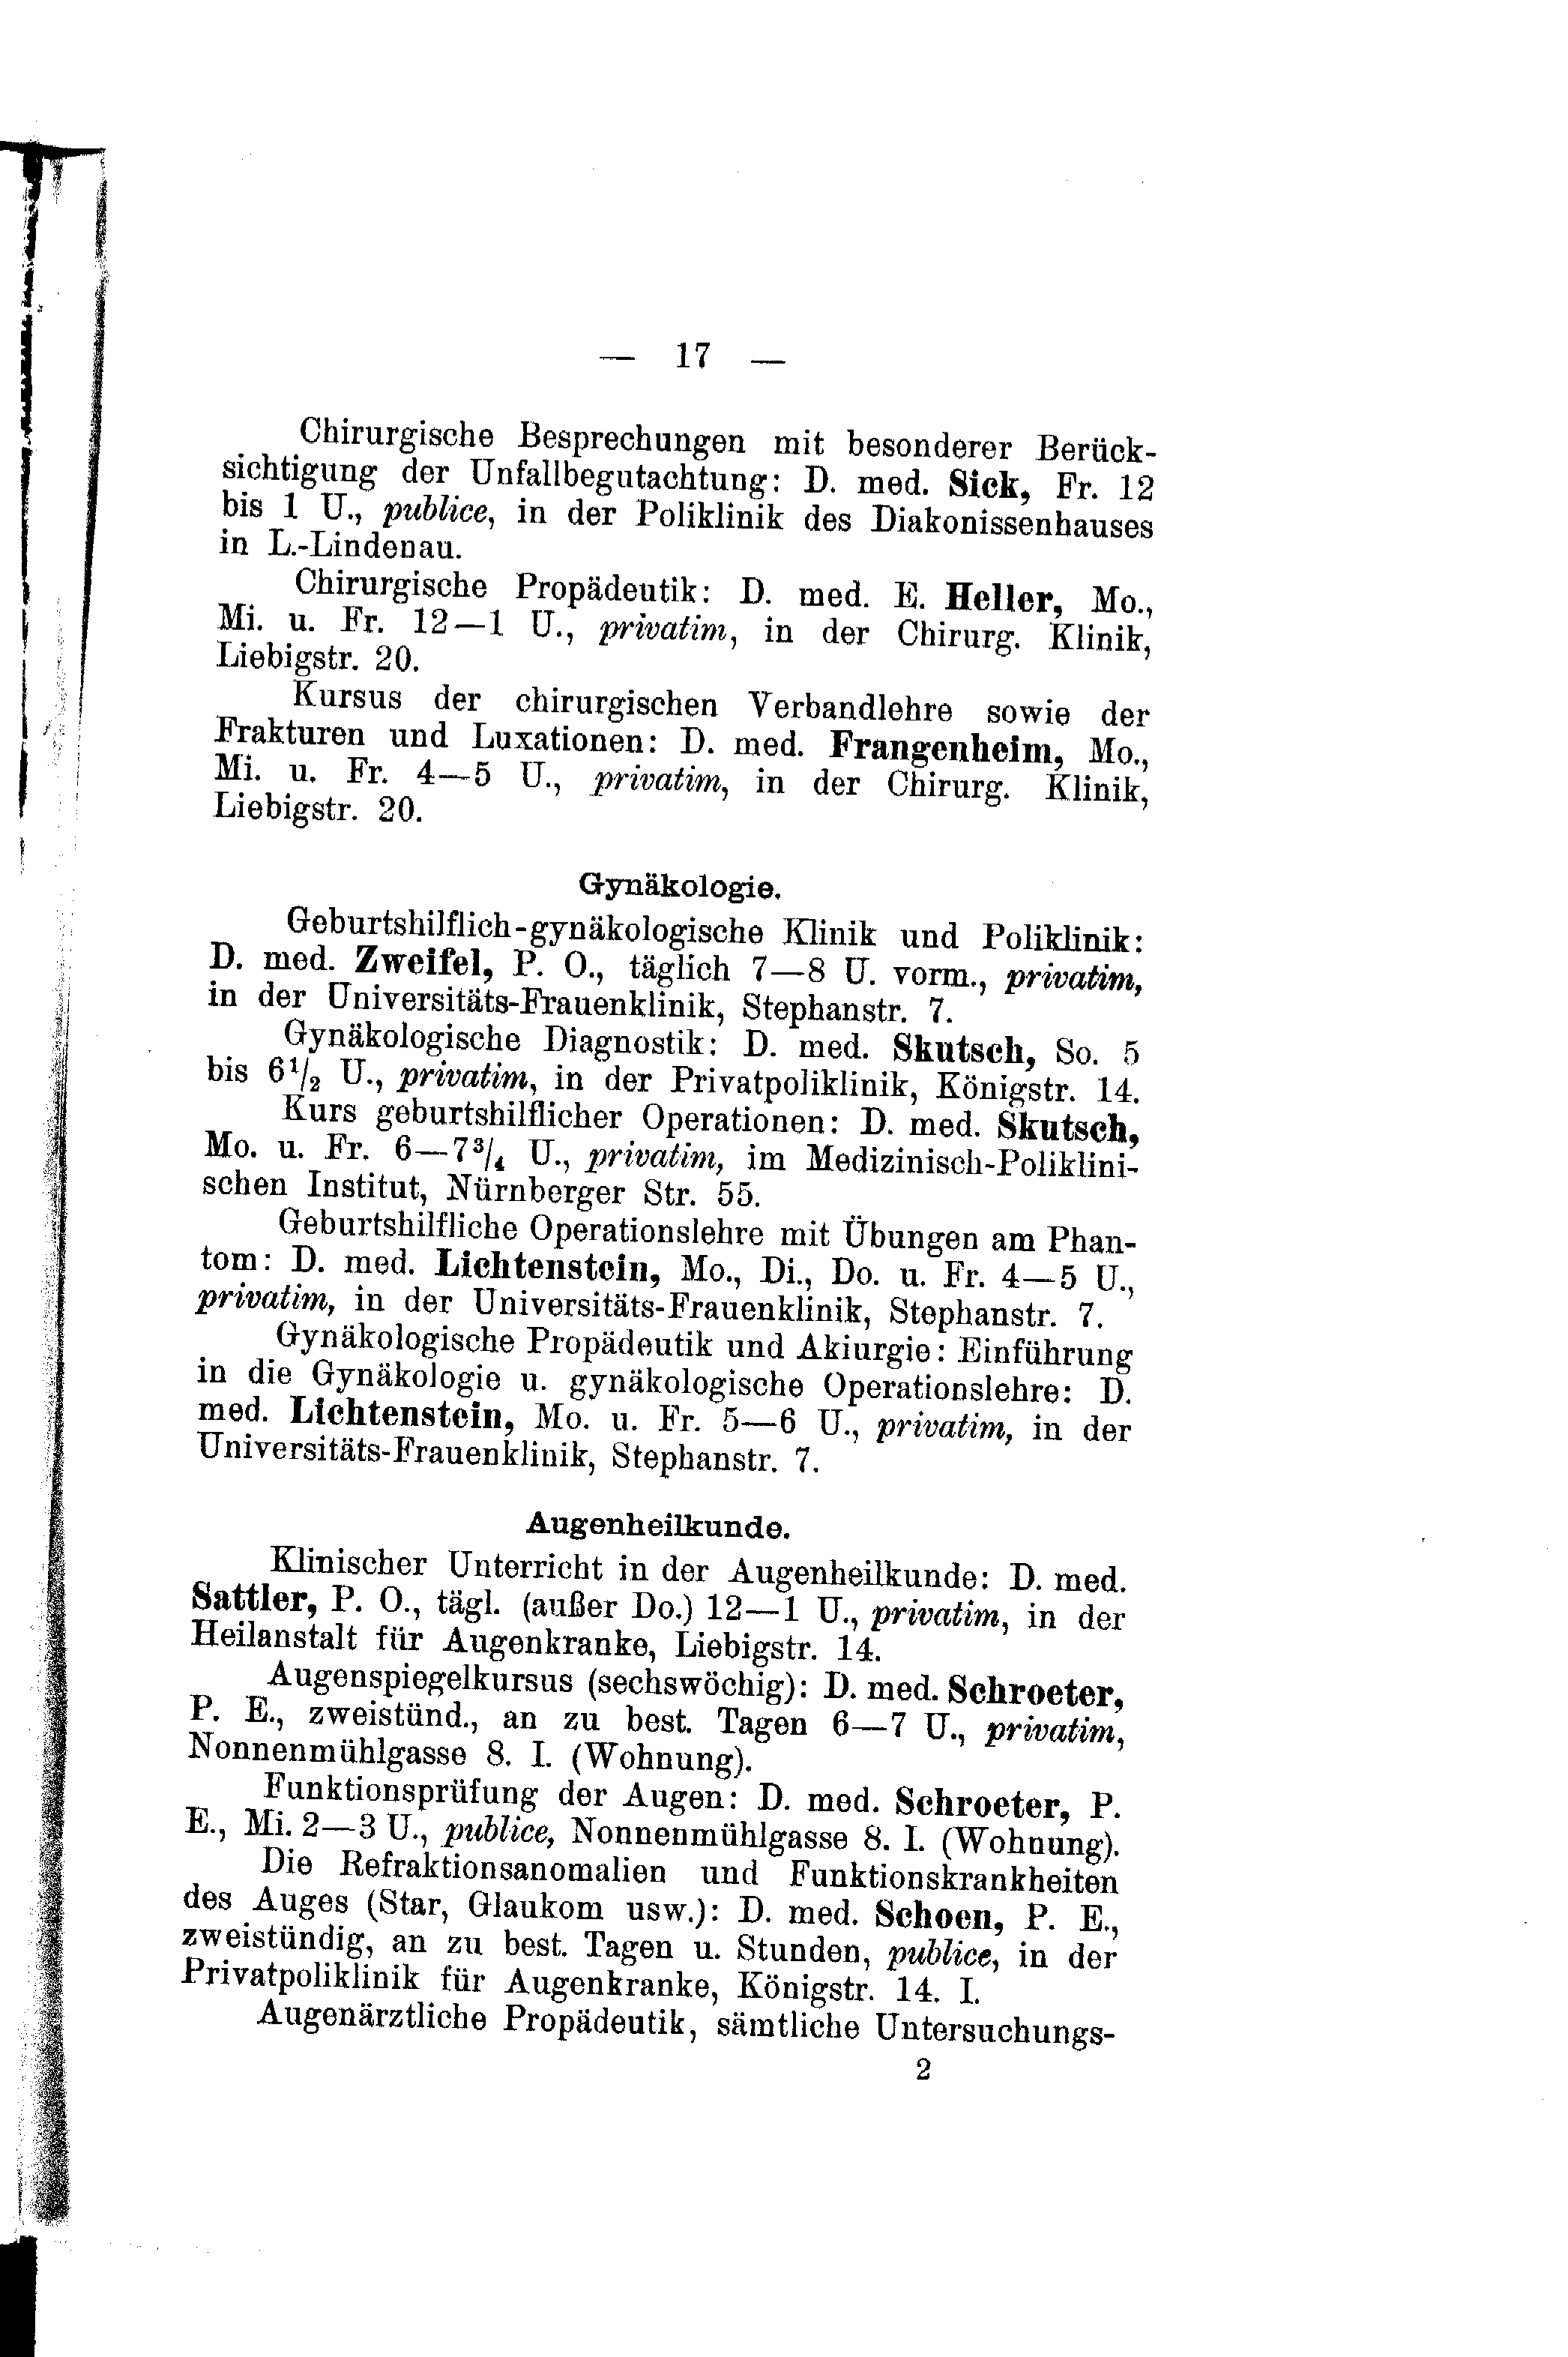 — 17 —
Chirurgische Besprechungen mit besonderer Berück-
sichtigung der Unfallbegutachtung: D. med. Sick, Fr. 12
bis 1 U., publice, in der Poliklinik des Diakonissenhauses
in L.-Lindenau.
Chirurgische Propädeutik: D. med. E. Heller, Mo.,
Mi. u. Fr. 12—1 U., privatim, in der Chirurg. Klinik,
Liebigstr. 20.
Kursus der chirurgischen Verbandlehre sowie der
Frakturen und Luxationen: D. med. Frangenheim, Mo.,
Mi. u. Fr. 4—5 U., privatim, in der Chirurg. Klinik,
Liebigstr. 20.
Gynäkologie.
Geburtshilflich-gynäkologische Klinik und Poliklinik:
D. med. Zweifel, P. O., täglich 7—8 U. vorm., privatim,
in der Universitäts-Frauenklinik, Stephanstr. 7.
Gynäkologische Diagnostik: D. med. Skutsch, So. 5
bis 6 1/2 U., privatim, in der Privatpoliklinik, Königstr. 14.
Kurs geburtshilflicher Operationen: D. med. Skutsch,
Mo. u. Fr. 6—7 3/4 U., privatim, im Medizinisch-Poliklini-
schen Institut, Nürnberger Str. 55.
Geburtshilfliche Operationslehre mit Übungen am Phan-
tom: D. med. Lichtenstein, Mo., Di., Do. u. Fr. 4—5 U.,
privatim, in der Universitäts-Frauenklinik, Stephanstr. 7.
Gynäkologische Propädeutik und Akiurgie: Einführung
in die Gynäkologie u. gynäkologische Operationslehre: D.
med. Lichtenstein, Mo. u. Fr. 5—6 U., privatim, in der
Universitäts-Frauenklinik, Stephanstr. 7.
Augenheilkunde.
Klinischer Unterricht in der Augenheilkunde: D. med.
Sattler, P. O., tägl. (außer Do.) 12—1 U., privatim, in der
Heilanstalt für Augenkranke, Liebigstr. 14.
Augenspiegelkursus (sechswöchig): D. med. Schroeter,
P. E., zweistünd., an zu best. Tagen 6—7 U., privatim,
Nonnenmühlgasse 8. I. (Wohnung).
Funktionsprüfung der Augen: D. med. Schroeter, P.
E., Mi. 2—3 U., publice, Nonnenmühlgasse 8. I. (Wohnung).
Die Refraktionsanomalien und Funktionskrankheiten
des Auges (Star, Glaukom usw.): D. med. Schoen, P. E.,
zweistündig, an zu best. Tagen u. Stunden, publice, in der
Privatpoliklinik für Augenkranke, Königstr. 14. I.
Augenärztliche Propädeutik, sämtliche Untersuchungs-
2